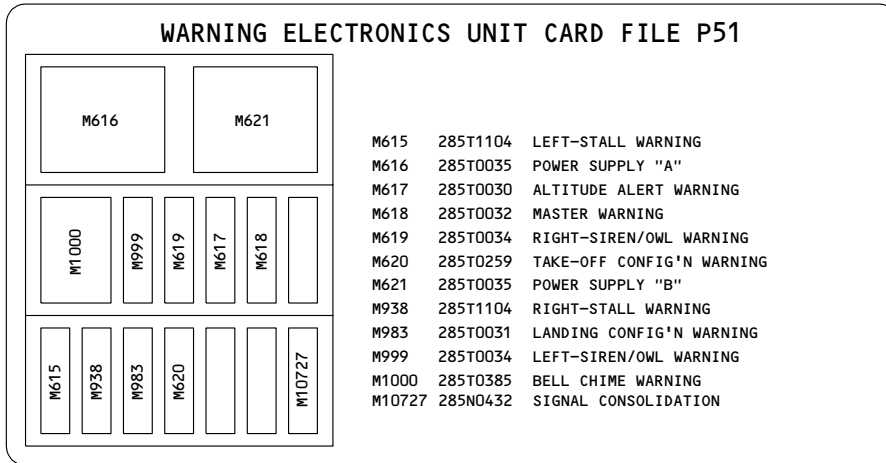 WARNING ELECTRONICS UNIT CARD FILE P51
M616 M621
M1000 M999 M619 M617 M618
M615 M938 M983 M620 M10727
M615 285T1104 LEFT-STALL WARNING
M616 285T0035 POWER SUPPLY "A"
M617 285T0030 ALTITUDE ALERT WARNING
M618 285T0032 MASTER WARNING
M619 285T0034 RIGHT-SIREN/OWL WARNING
M620 285T0259 TAKE-OFF CONFIG'N WARNING
M621 285T0035 POWER SUPPLY "B"
M938 285T1104 RIGHT-STALL WARNING
M983 285T0031 LANDING CONFIG'N WARNING
M999 285T0034 LEFT-SIREN/OWL WARNING
M1000 285T0385 BELL CHIME WARNING
M10727 285N0432 SIGNAL CONSOLIDATION